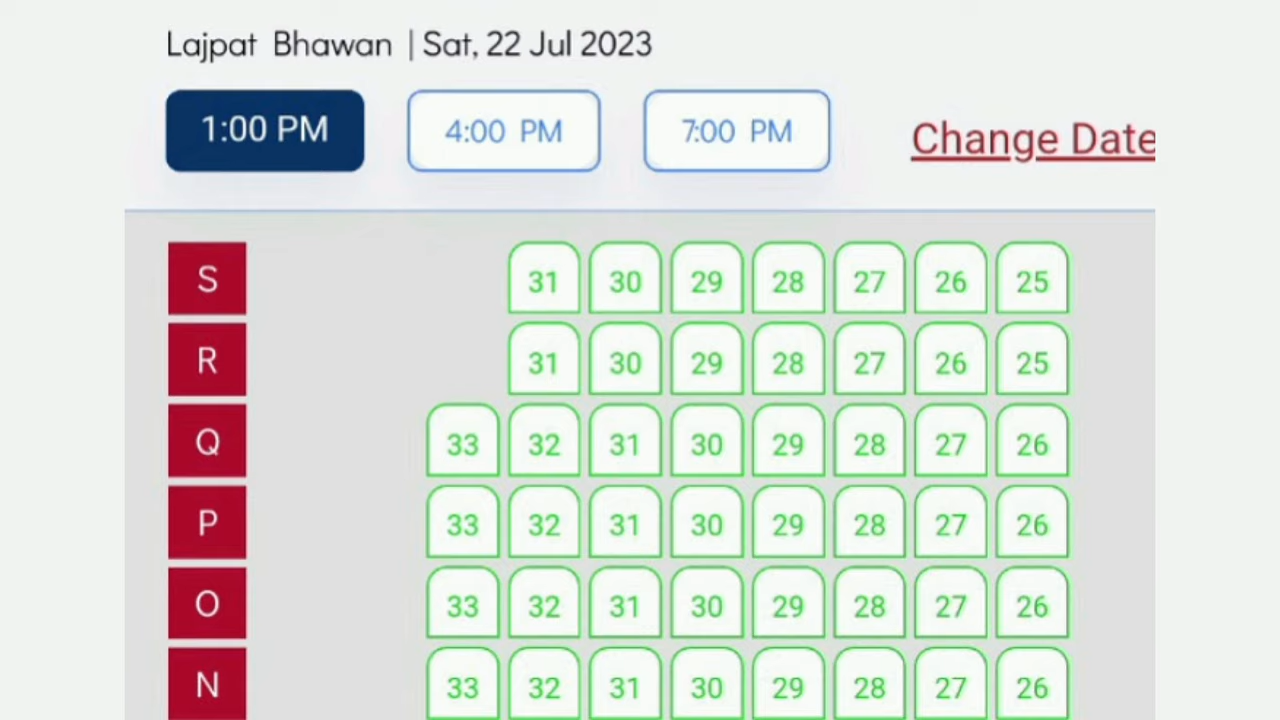 Lajpat Bhawan | Sat, 22 Jul 2023
1:00 PM 4:00 PM 7:00 PM Change Date
S 31 30 29 28 27 26 25
R 31 30 29 28 27 26 25
Q 33 32 31 30 29 28 27 26
P 33 32 31 30 29 28 27 26
O 33 32 31 30 29 28 27 26
N 33 32 31 30 29 28 27 26